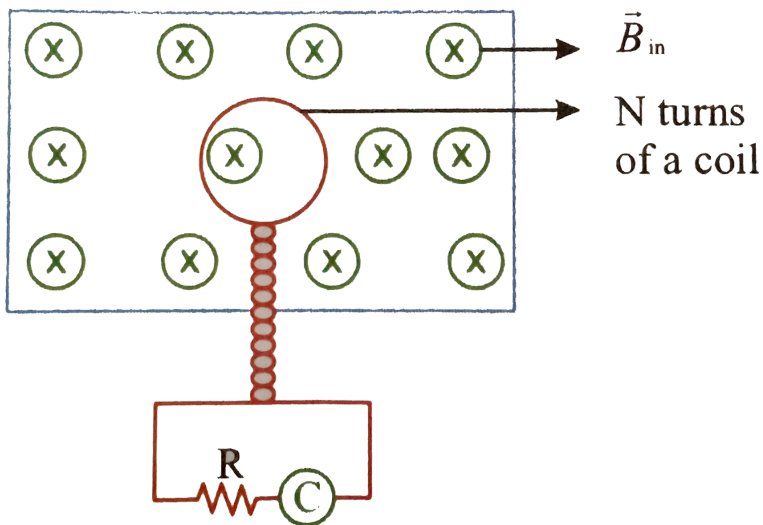 X X X X B⃗ in
N turns
X X X X of a coil
X X X X
R
C